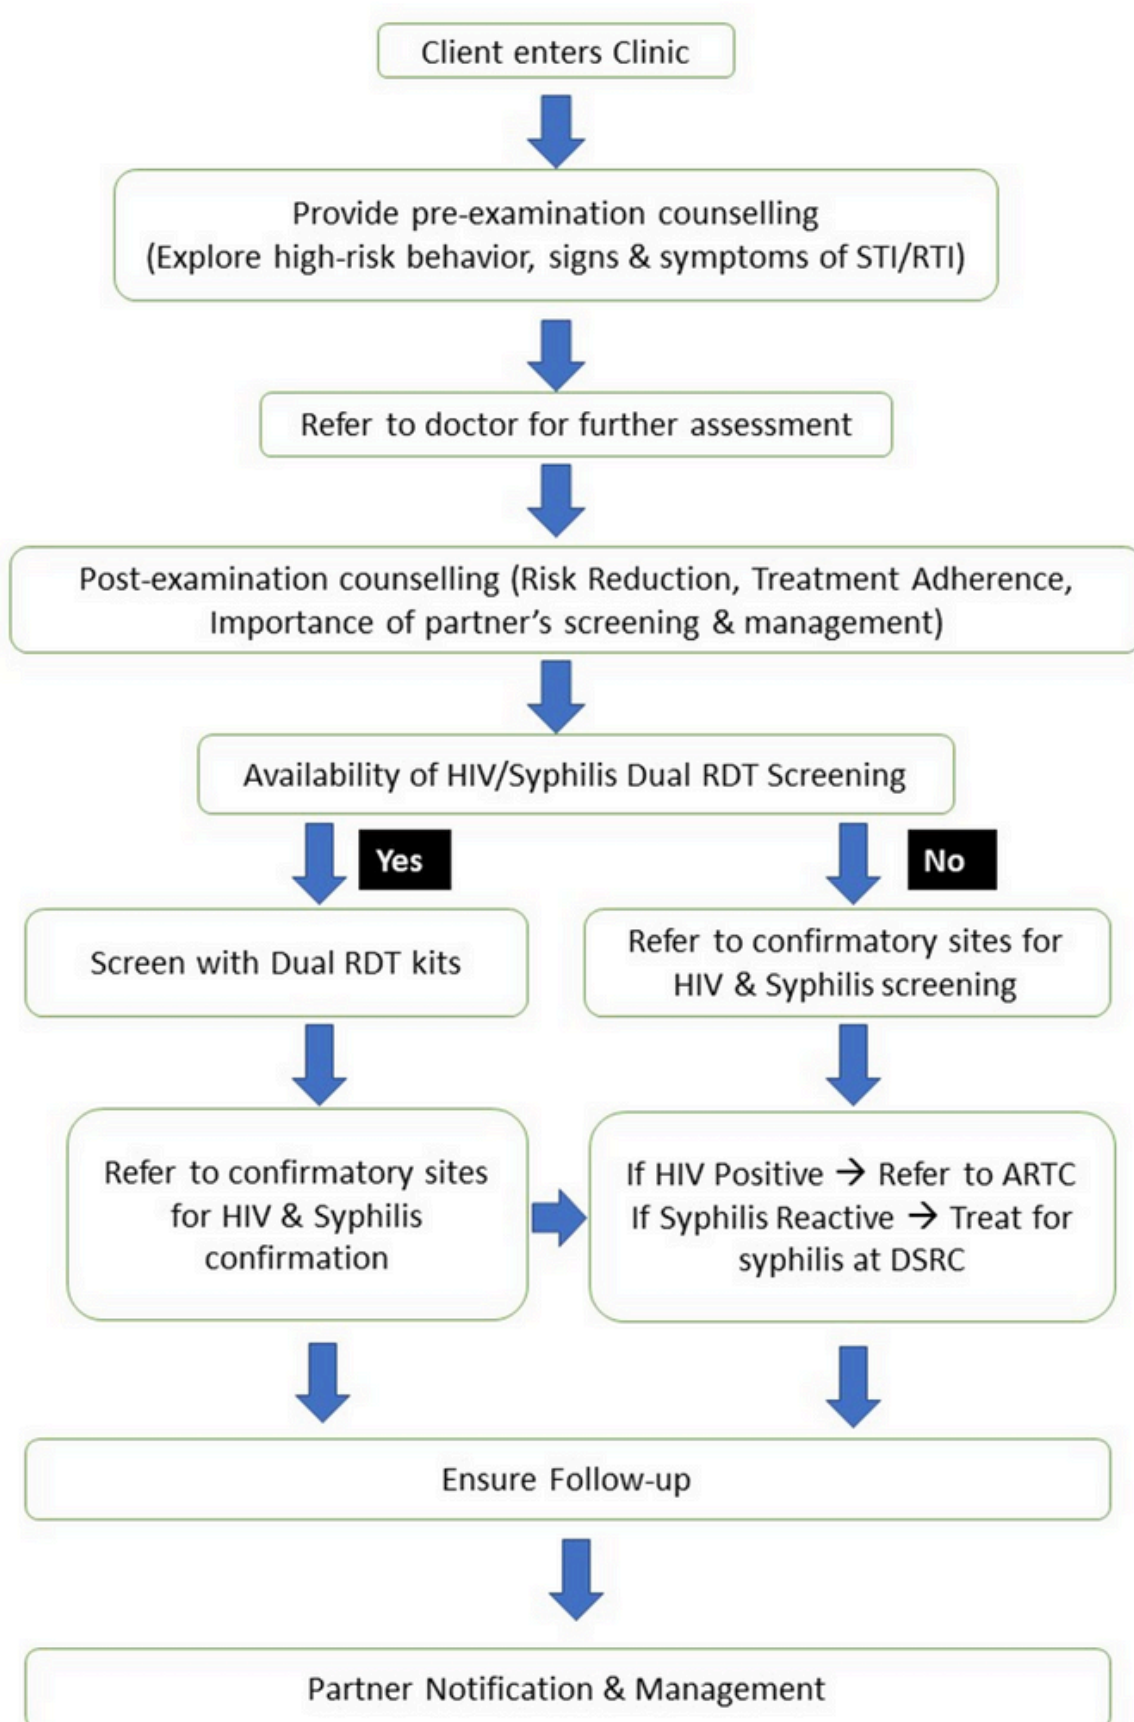 Client enters Clinic
Provide pre-examination counselling
(Explore high-risk behavior, signs & symptoms of STI/RTI)
Refer to doctor for further assessment
Post-examination counselling (Risk Reduction, Treatment Adherence,
Importance of partner’s screening & management)
Availability of HIV/Syphilis Dual RDT Screening
Yes
No
Screen with Dual RDT kits
Refer to confirmatory sites for
HIV & Syphilis screening
Refer to confirmatory sites
for HIV & Syphilis
confirmation
If HIV Positive → Refer to ARTC
If Syphilis Reactive → Treat for
syphilis at DSRC
Ensure Follow-up
Partner Notification & Management